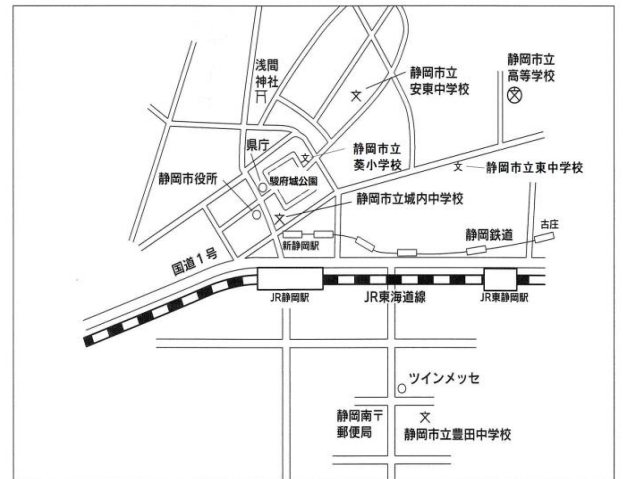 浅間
神社
静岡市立
安東中学校
静岡市立
高等学校
県庁
静岡市立
葵小学校
静岡市役所
駿府城公園
静岡市立東中学校
静岡市立城内中学校
古庄
静岡鉄道
新静岡駅
国道1号
JR静岡駅
JR東海道線
JR東静岡駅
ツインメッセ
静岡南〒
郵便局
静岡市立豊田中学校